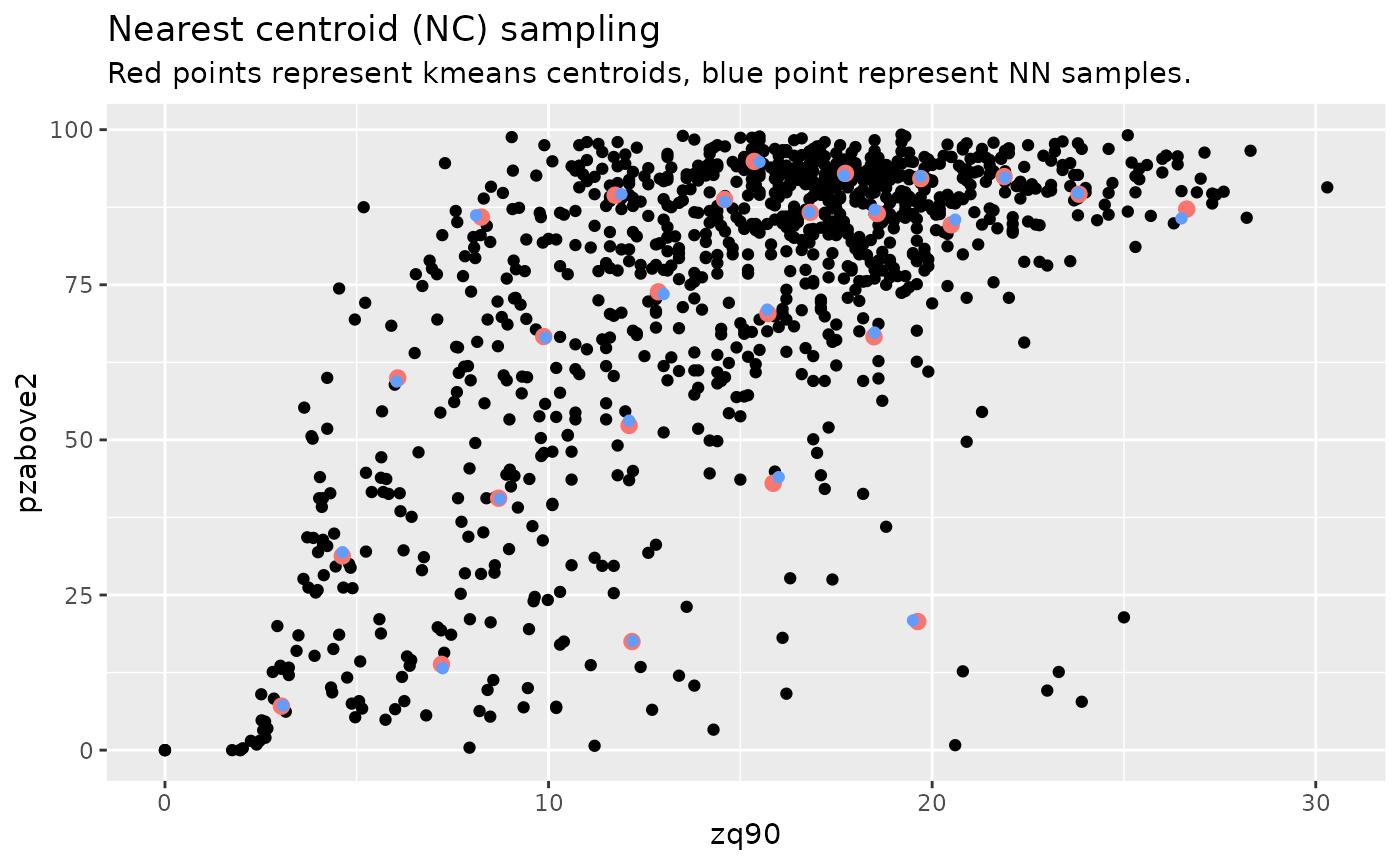 Nearest centroid (NC) sampling
Red points represent kmeans centroids, blue point represent NN samples.
100
75
50
25
0
pzabove2
0 10 20 30
zq90